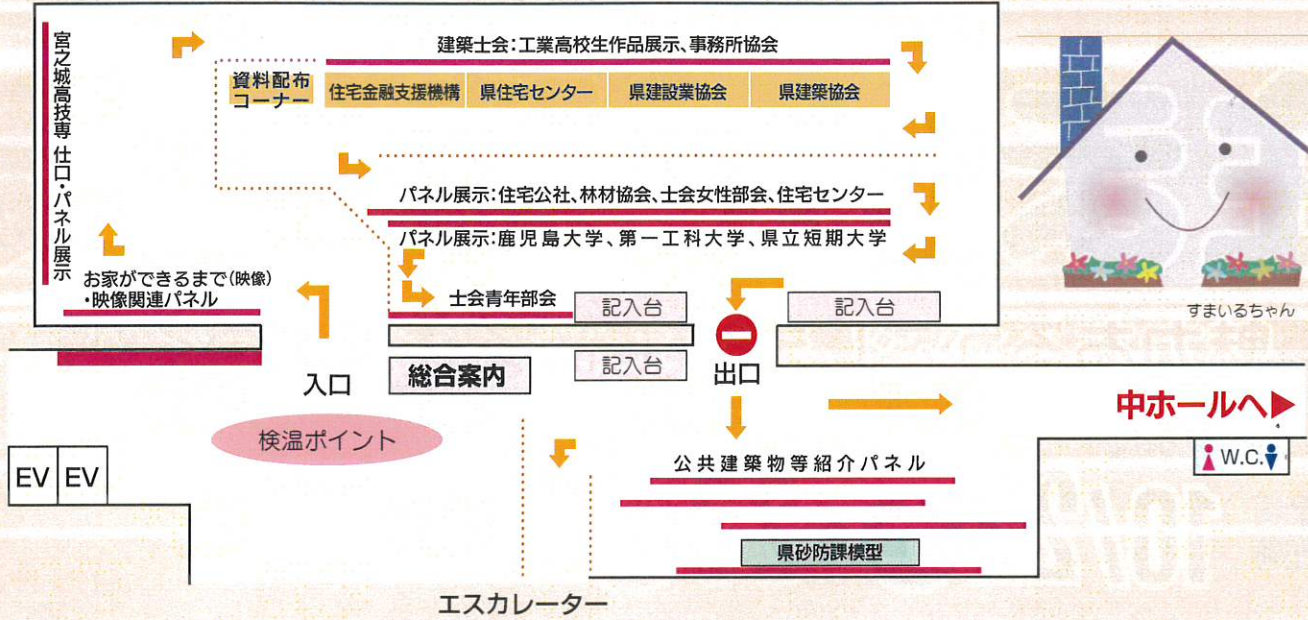 宮之城高技専 仕口・パネル展示
建築士会:工業高校生作品展示、事務所協会
資料配布
コーナー
住宅金融支援機構
県住宅センター
県建設業協会
県建築協会
パネル展示:住宅公社、林材協会、士会女性部会、住宅センター
パネル展示:鹿児島大学、第一工科大学、県立短期大学
お家ができるまで(映像)
・映像関連パネル
士会青年部会
記入台
記入台
すまいるちゃん
入口
総合案内
記入台
出口
中ホールへ▶
検温ポイント
EV
EV
W.C.
公共建築物等紹介パネル
県砂防課模型
エスカレーター